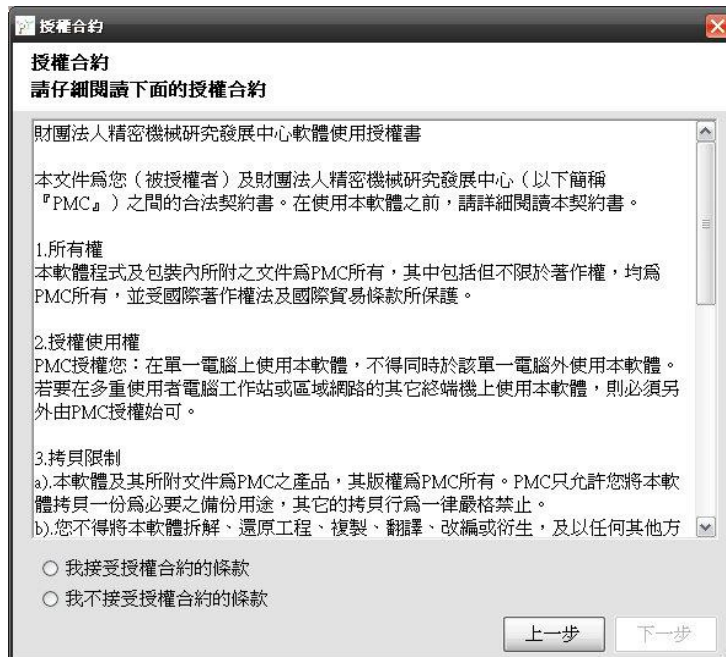 授權合約
授權合約
請仔細閱讀下面的授權合約
財團法人精密機械研究發展中心軟體使用授權書
本文件為您（被授權者）及財團法人精密機械研究發展中心（以下簡稱
『PMC』）之間的合法契約書。在使用本軟體之前，請詳細閱讀本契約書。
1.所有權
本軟體程式及包裝內所附之文件為PMC所有，其中包括但不限於著作權，均為
PMC所有，並受國際著作權法及國際貿易條款所保護。
2.授權使用權
PMC授權您：在單一電腦上使用本軟體，不得同時於該單一電腦外使用本軟體。
若要在多重使用者電腦工作站或區域網路的其它終端機上使用本軟體，則必須另
外由PMC授權始可。
3.拷貝限制
a).本軟體及其所附文件為PMC之產品，其版權為PMC所有。PMC只允許您將本軟
體拷貝一份為必要之備份用途，其它的拷貝行為一律嚴格禁止。
b).您不得將本軟體拆解、還原工程、複製、翻譯、改編或衍生，及以任何其他方
我接受授權合約的條款
我不接受授權合約的條款
上一步 下一步